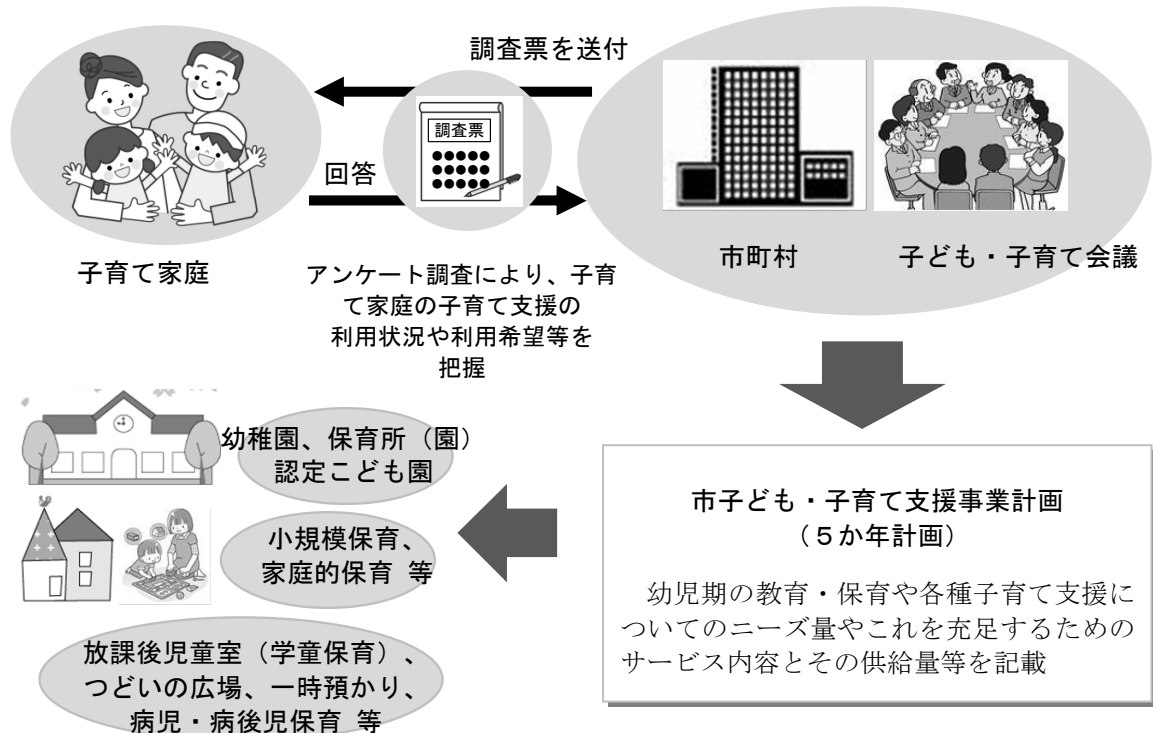 調査票を送付
調査票
回答
子育て家庭
アンケート調査により、子育
て家庭の子育て支援の
利用状況や利用希望等を
把握
市町村
子ども・子育て会議
市子ども・子育て支援事業計画
（５か年計画）
幼児期の教育・保育や各種子育て支援に
ついてのニーズ量やこれを充足するための
サービス内容とその供給量等を記載
幼稚園、保育所（園）
認定こども園
小規模保育、
家庭的保育 等
放課後児童室（学童保育）、
つどいの広場、一時預かり、
病児・病後児保育 等